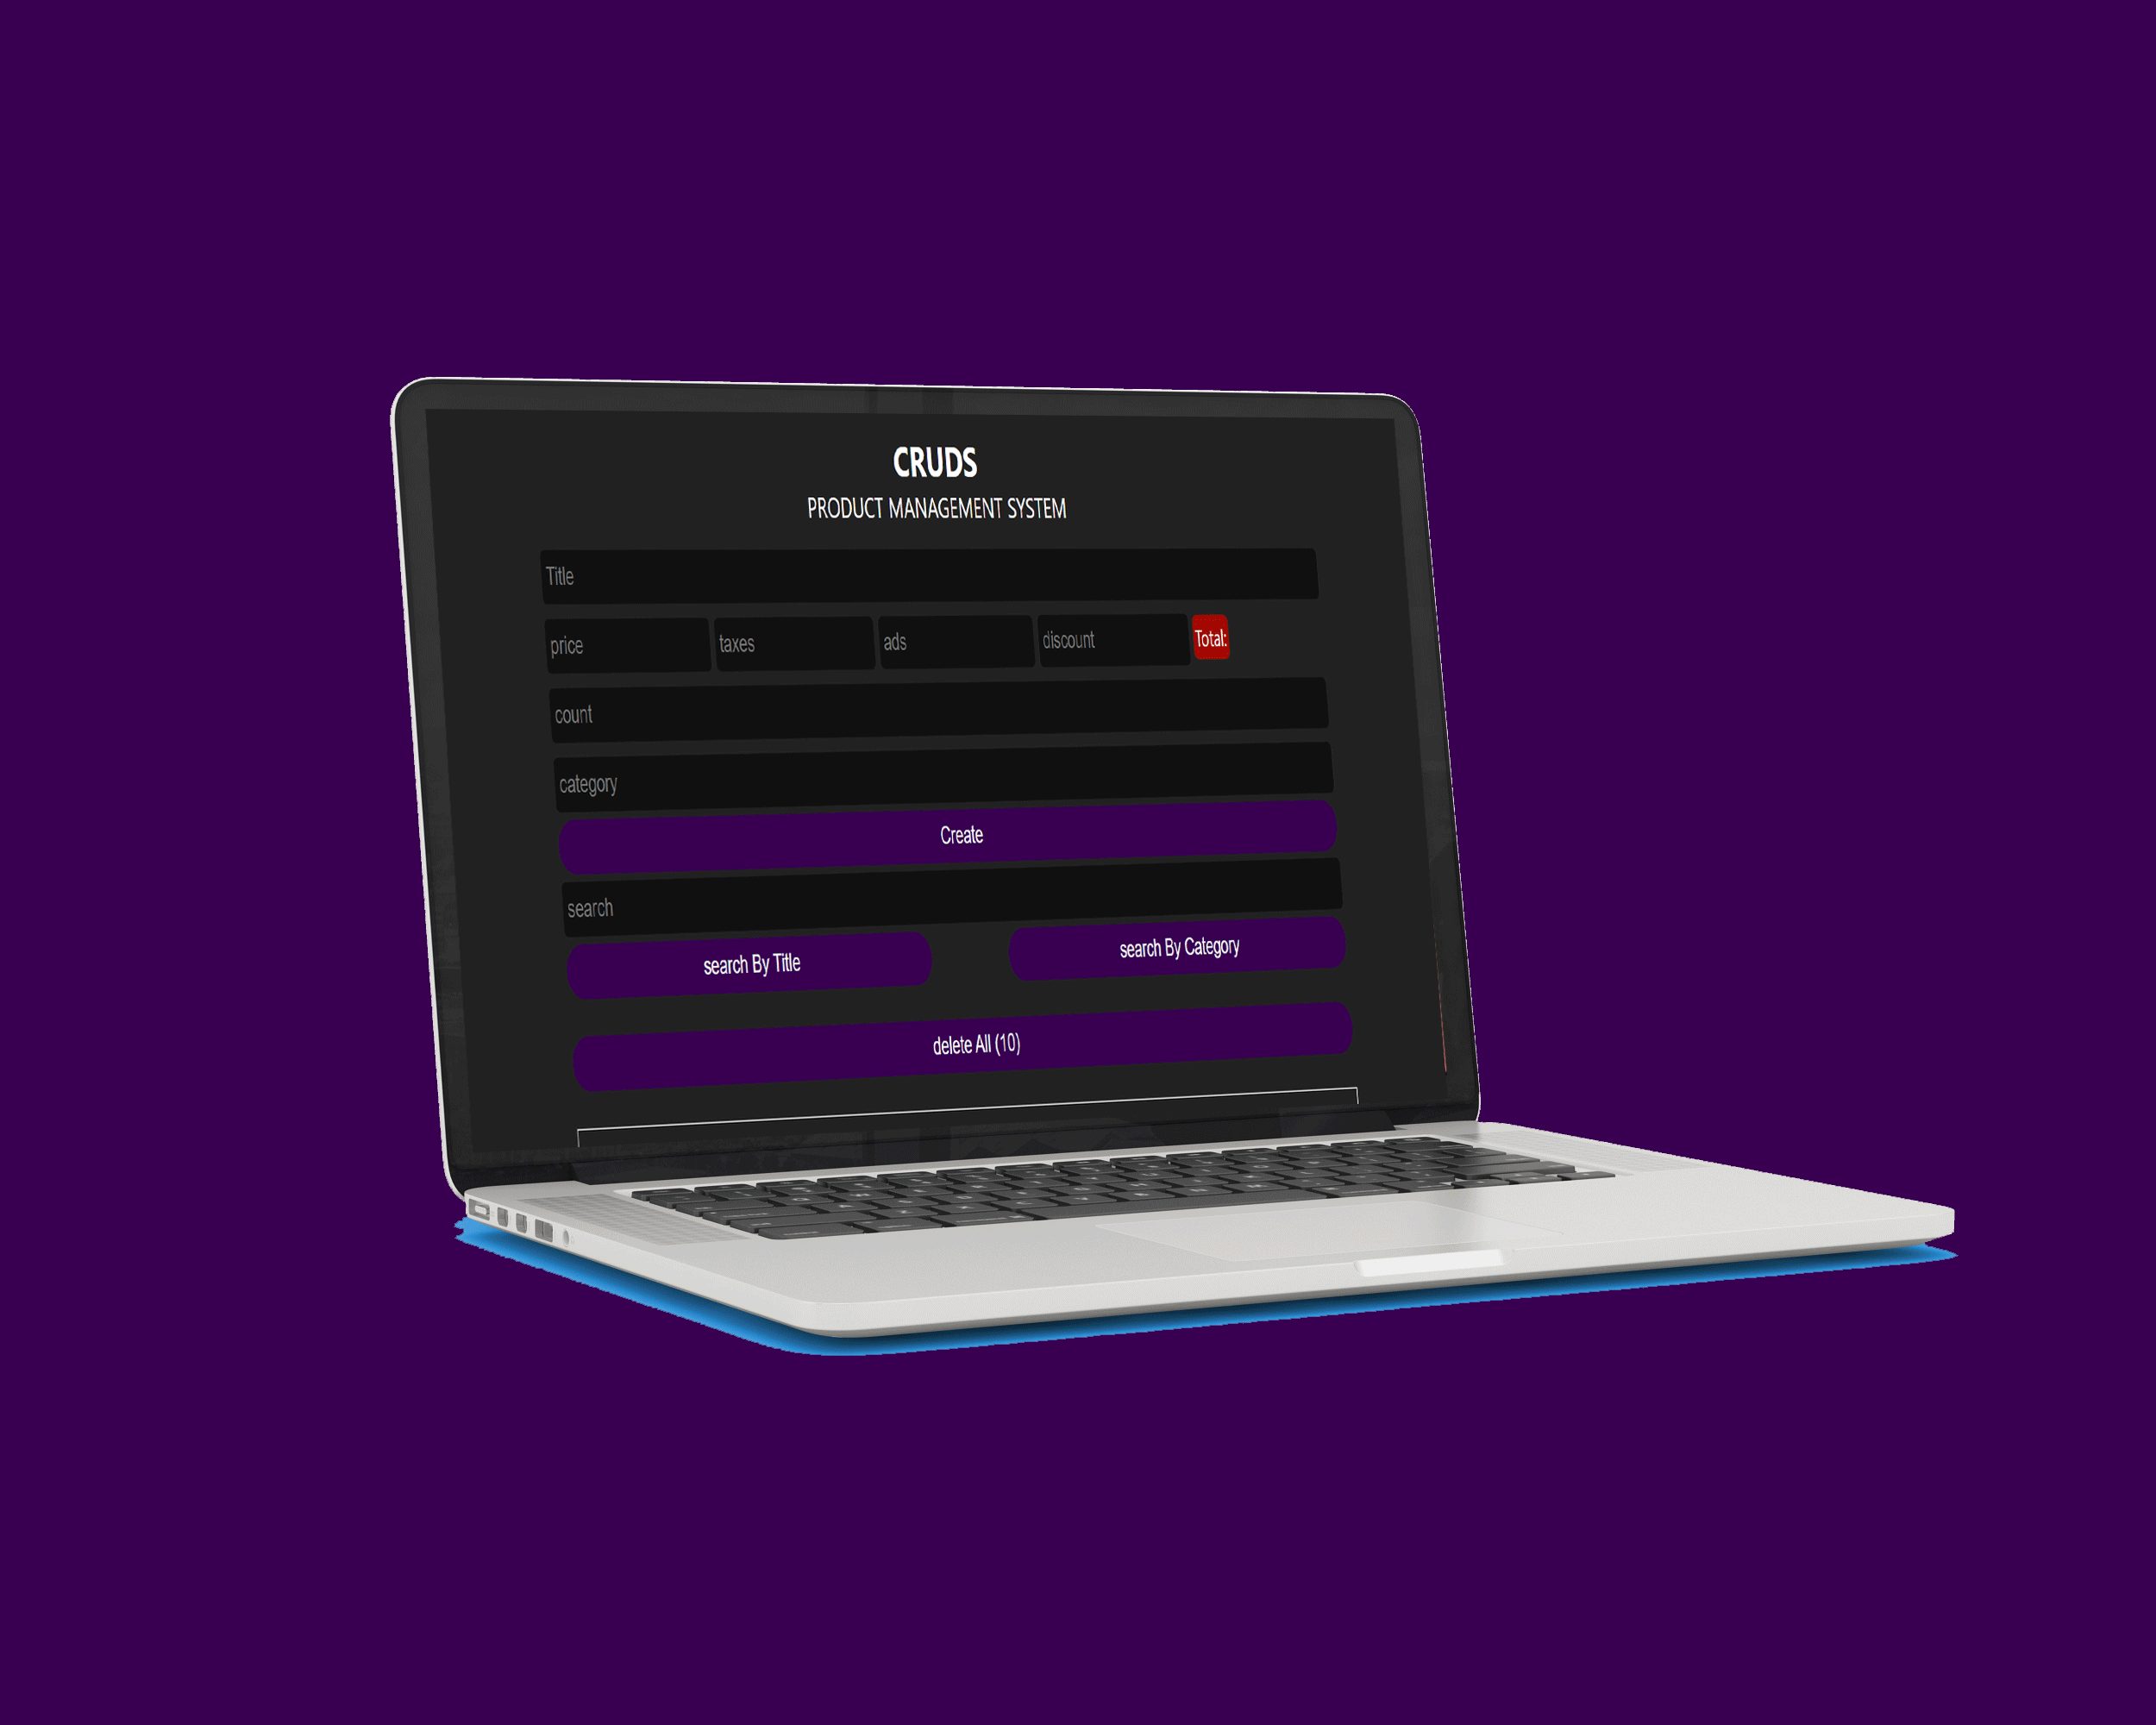 CRUDS
PRODUCT MANAGEMENT SYSTEM
Title
price taxes ads discount Total:
count
category
Create
search
search By Title search By Category
delete All (10)